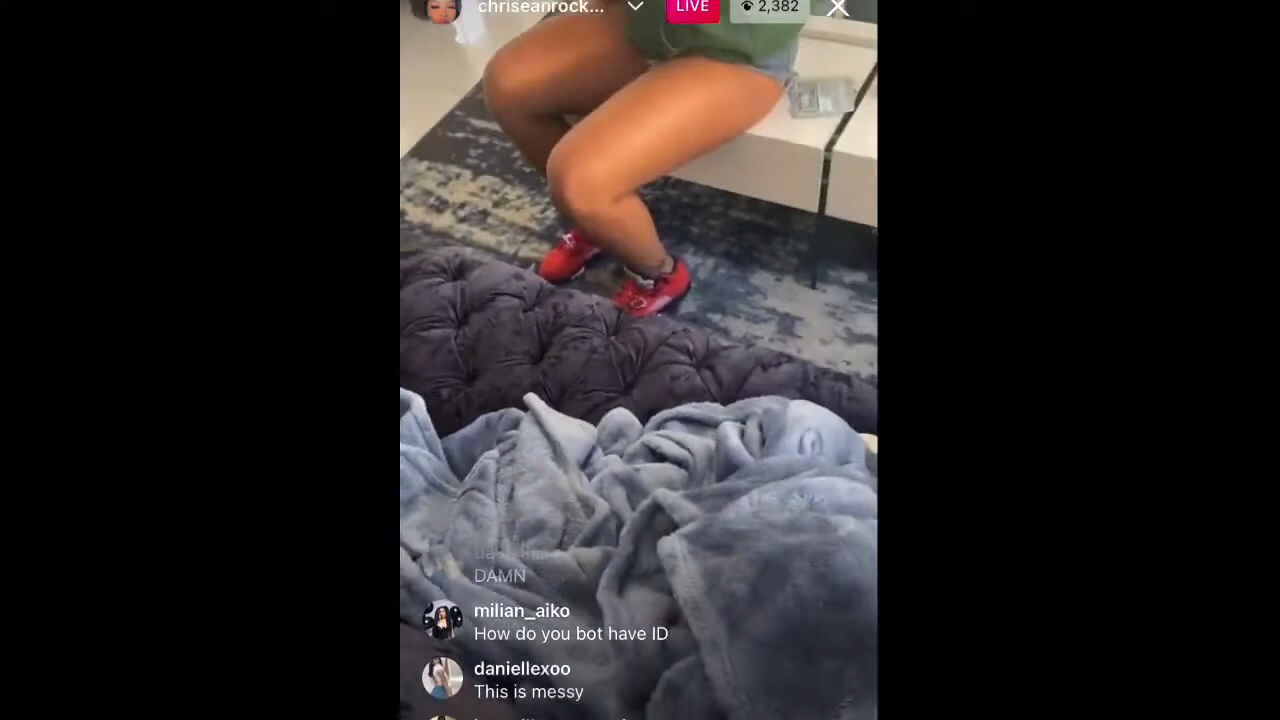 chriseanrock...
LIVE
2,382
DAMN
milian_aiko
How do you bot have ID
daniellexoo
This is messy